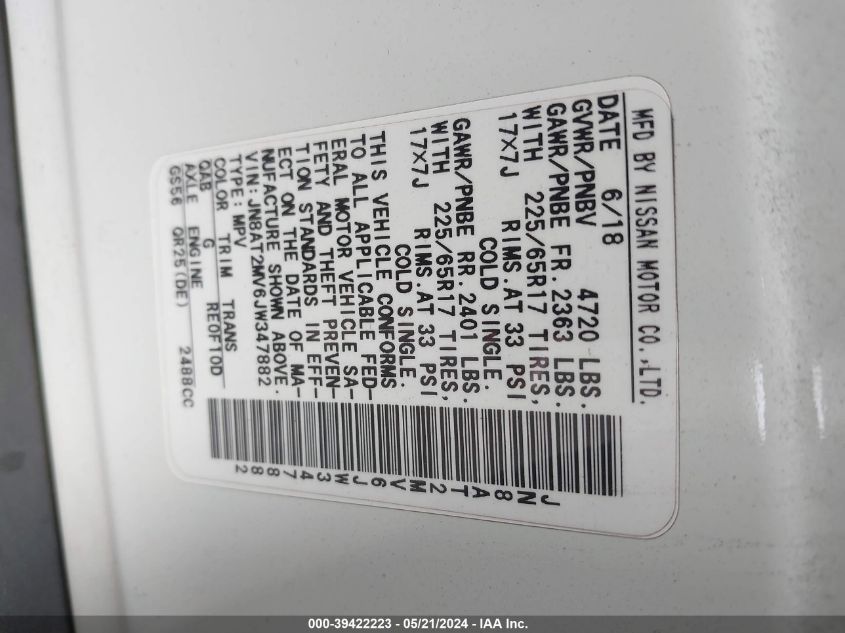 MFD BY NISSAN MOTOR CO.,LTD.
DATE 6/18
GVWR/PNBV 4720 LBS.
GAWR/PNBE FR. 2363 LBS.
WITH 225/65R17 TIRES,
17X7J RIMS.AT 33 PSI
COLD SINGLE.
GAWR/PNBE RR. 2401 LBS.
WITH 225/65R17 TIRES,
17X7J RIMS.AT 33 PSI
COLD SINGLE.
THIS VEHICLE CONFORMS
TO ALL APPLICABLE FED-
ERAL MOTOR VEHICLE SA-
FETY AND THEFT PREVEN-
TION STANDARDS IN EFF-
ECT ON THE DATE OF MA-
NUFACTURE SHOWN ABOVE.
VIN:JN8AT2MV6JW347882
TYPE:MPV
COLOR TRIM TRANS
QAB G RE0F10D
AXLE ENGINE
GS56 QR25(DE) 2488CC
JN8AT2MV6JW347882
000-39422223 - 05/21/2024 - IAA Inc.